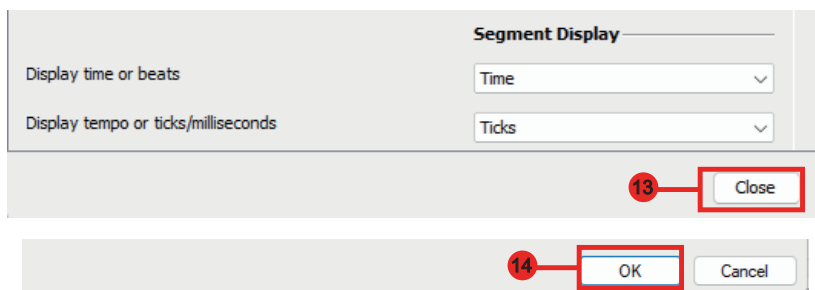 Segment Display
Display time or beats Time
Display tempo or ticks/milliseconds Ticks
13 Close
14 OK Cancel